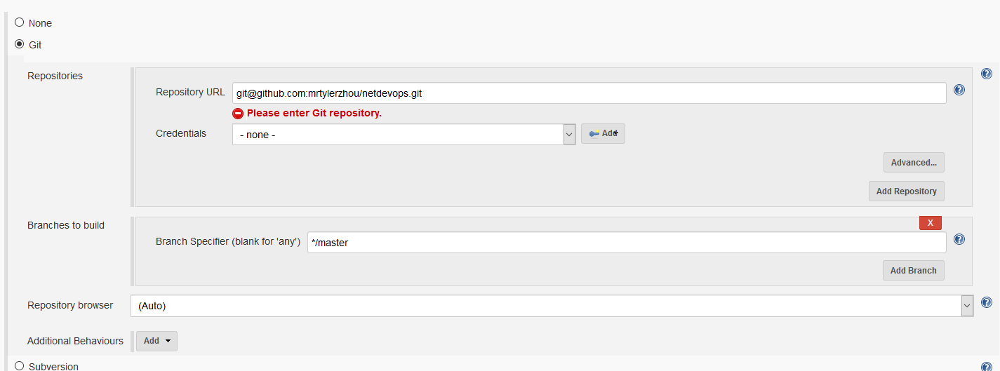 None
Git
Repositories
Repository URL git@github.com:mrtylerzhou/netdevops.git
Please enter Git repository.
Credentials - none - Add
Advanced...
Add Repository
Branches to build
X
Branch Specifier (blank for 'any') */master
Add Branch
Repository browser (Auto)
Additional Behaviours Add
Subversion